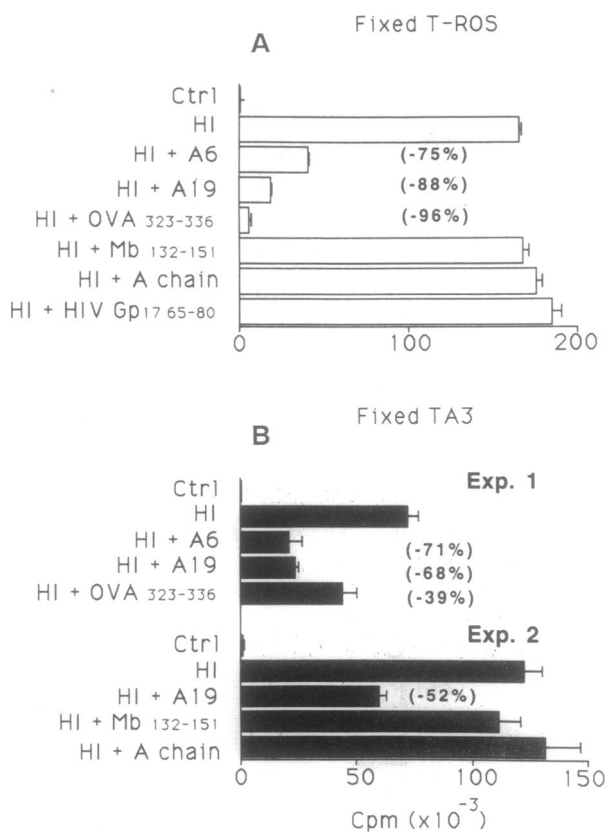 Fixed T-ROS
A
Ctrl
HI
HI + A6 (-75%)
HI + A19 (-88%)
HI + OVA 323-336 (-96%)
HI + Mb 132-151
HI + A chain
HI + HIV Gp17 65-80
0 100 200
Fixed TA3
B
Exp. 1
Ctrl
HI
HI + A6 (-71%)
HI + A19 (-68%)
HI + OVA 323-336 (-39%)
Exp. 2
Ctrl
HI
HI + A19 (-52%)
HI + Mb 132-151
HI + A chain
0 50 100 150
Cpm (x10⁻³)